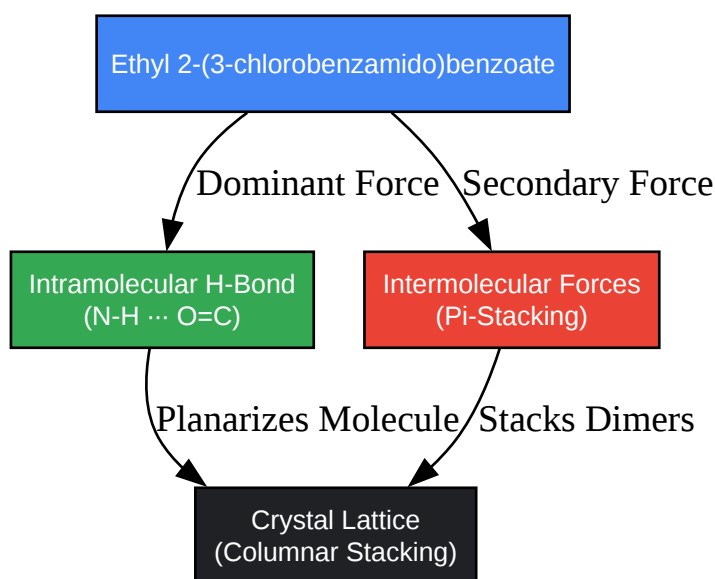 Ethyl 2-(3-chlorobenzamido)benzoate
Dominant Force
Secondary Force
Intramolecular H-Bond
(N-H ··· O=C)
Intermolecular Forces
(Pi-Stacking)
Planarizes Molecule
Stacks Dimers
Crystal Lattice
(Columnar Stacking)